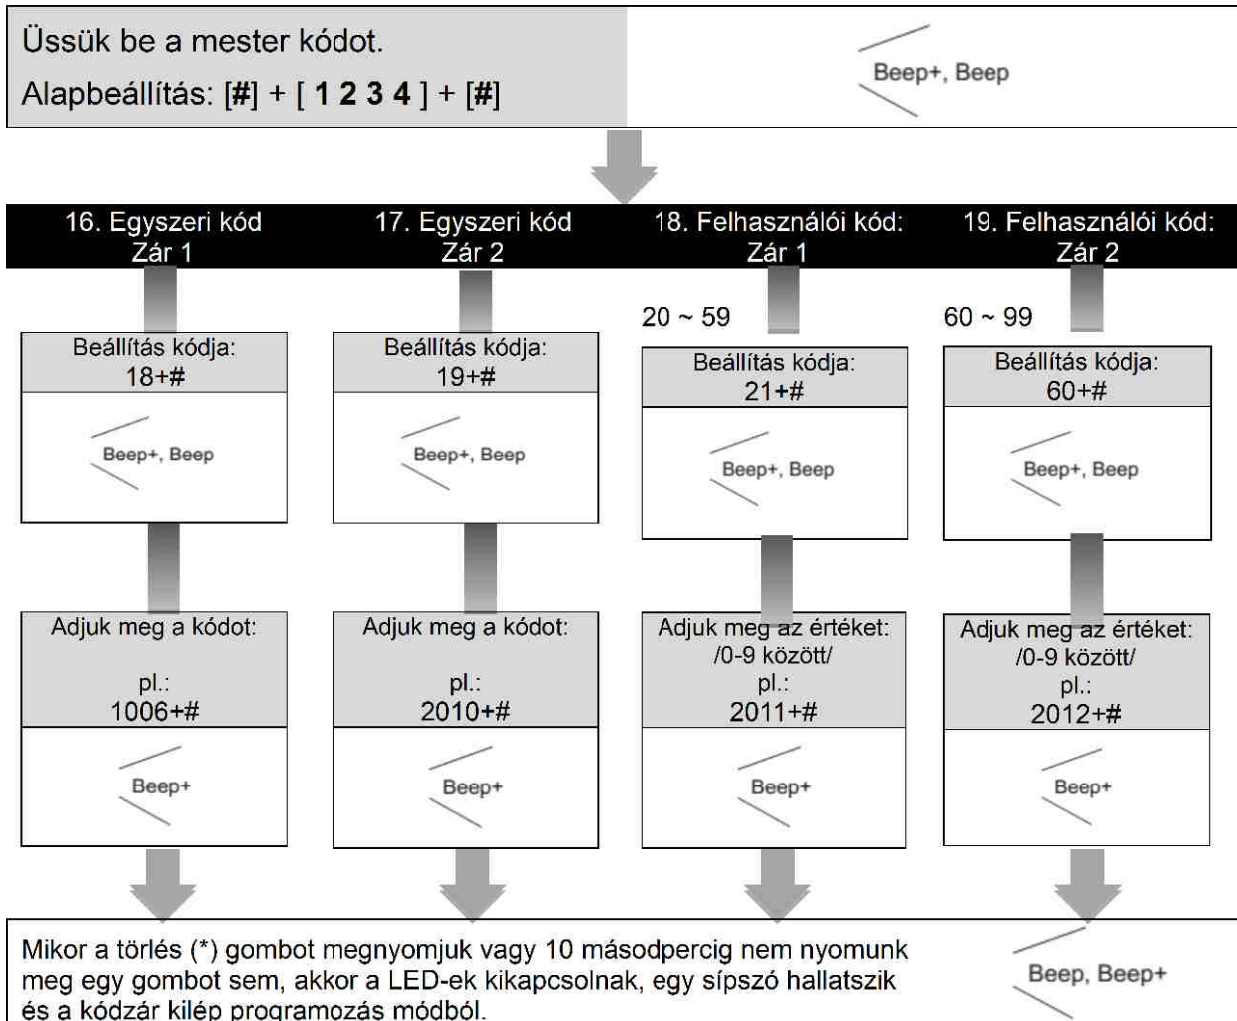 Üssük be a mester kódot.
Alapbeállítás: [#] + [ 1 2 3 4 ] + [#]
Beep+, Beep
16. Egyszeri kód
Zár 1
17. Egyszeri kód
Zár 2
18. Felhasználói kód:
Zár 1
19. Felhasználói kód:
Zár 2
20 ~ 59
60 ~ 99
Beállítás kódja:
18+#
Beep+, Beep
Beállítás kódja:
19+#
Beep+, Beep
Beállítás kódja:
21+#
Beep+, Beep
Beállítás kódja:
60+#
Beep+, Beep
Adjuk meg a kódot:
pl.:
1006+#
Beep+
Adjuk meg a kódot:
pl.:
2010+#
Beep+
Adjuk meg az értéket:
/0-9 között/
pl.:
2011+#
Beep+
Adjuk meg az értéket:
/0-9 között/
pl.:
2012+#
Beep+
Mikor a törlés (*) gombot megnyomjuk vagy 10 másodpercig nem nyomunk
meg egy gombot sem, akkor a LED-ek kikapcsolnak, egy sípszó hallatszik
és a kódzár kilép programozás módból.
Beep, Beep+